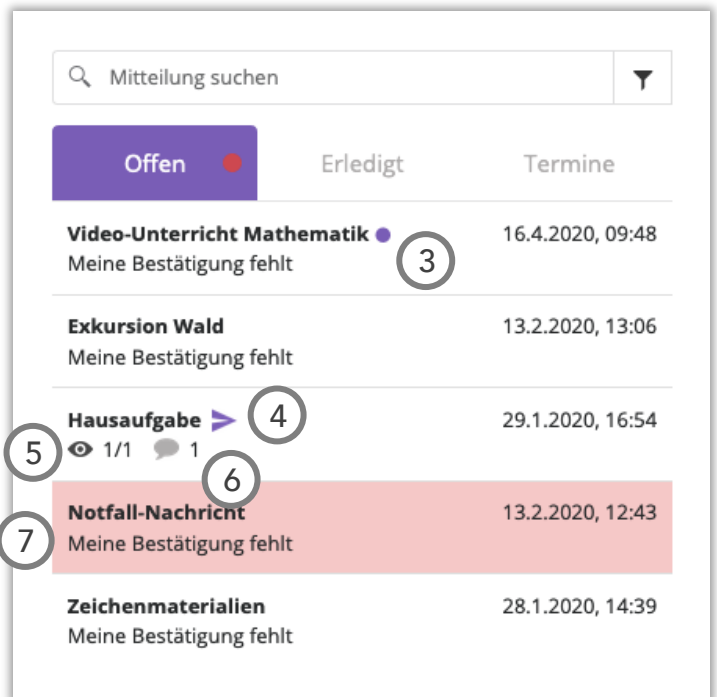 Mitteilung suchen
Offen Erledigt Termine
Video-Unterricht Mathematik 16.4.2020, 09:48
Meine Bestätigung fehlt
3
Exkursion Wald 13.2.2020, 13:06
Meine Bestätigung fehlt
Hausaufgabe 4 29.1.2020, 16:54
5 1/1 1
6
Notfall-Nachricht 13.2.2020, 12:43
7 Meine Bestätigung fehlt
Zeichenmaterialien 28.1.2020, 14:39
Meine Bestätigung fehlt